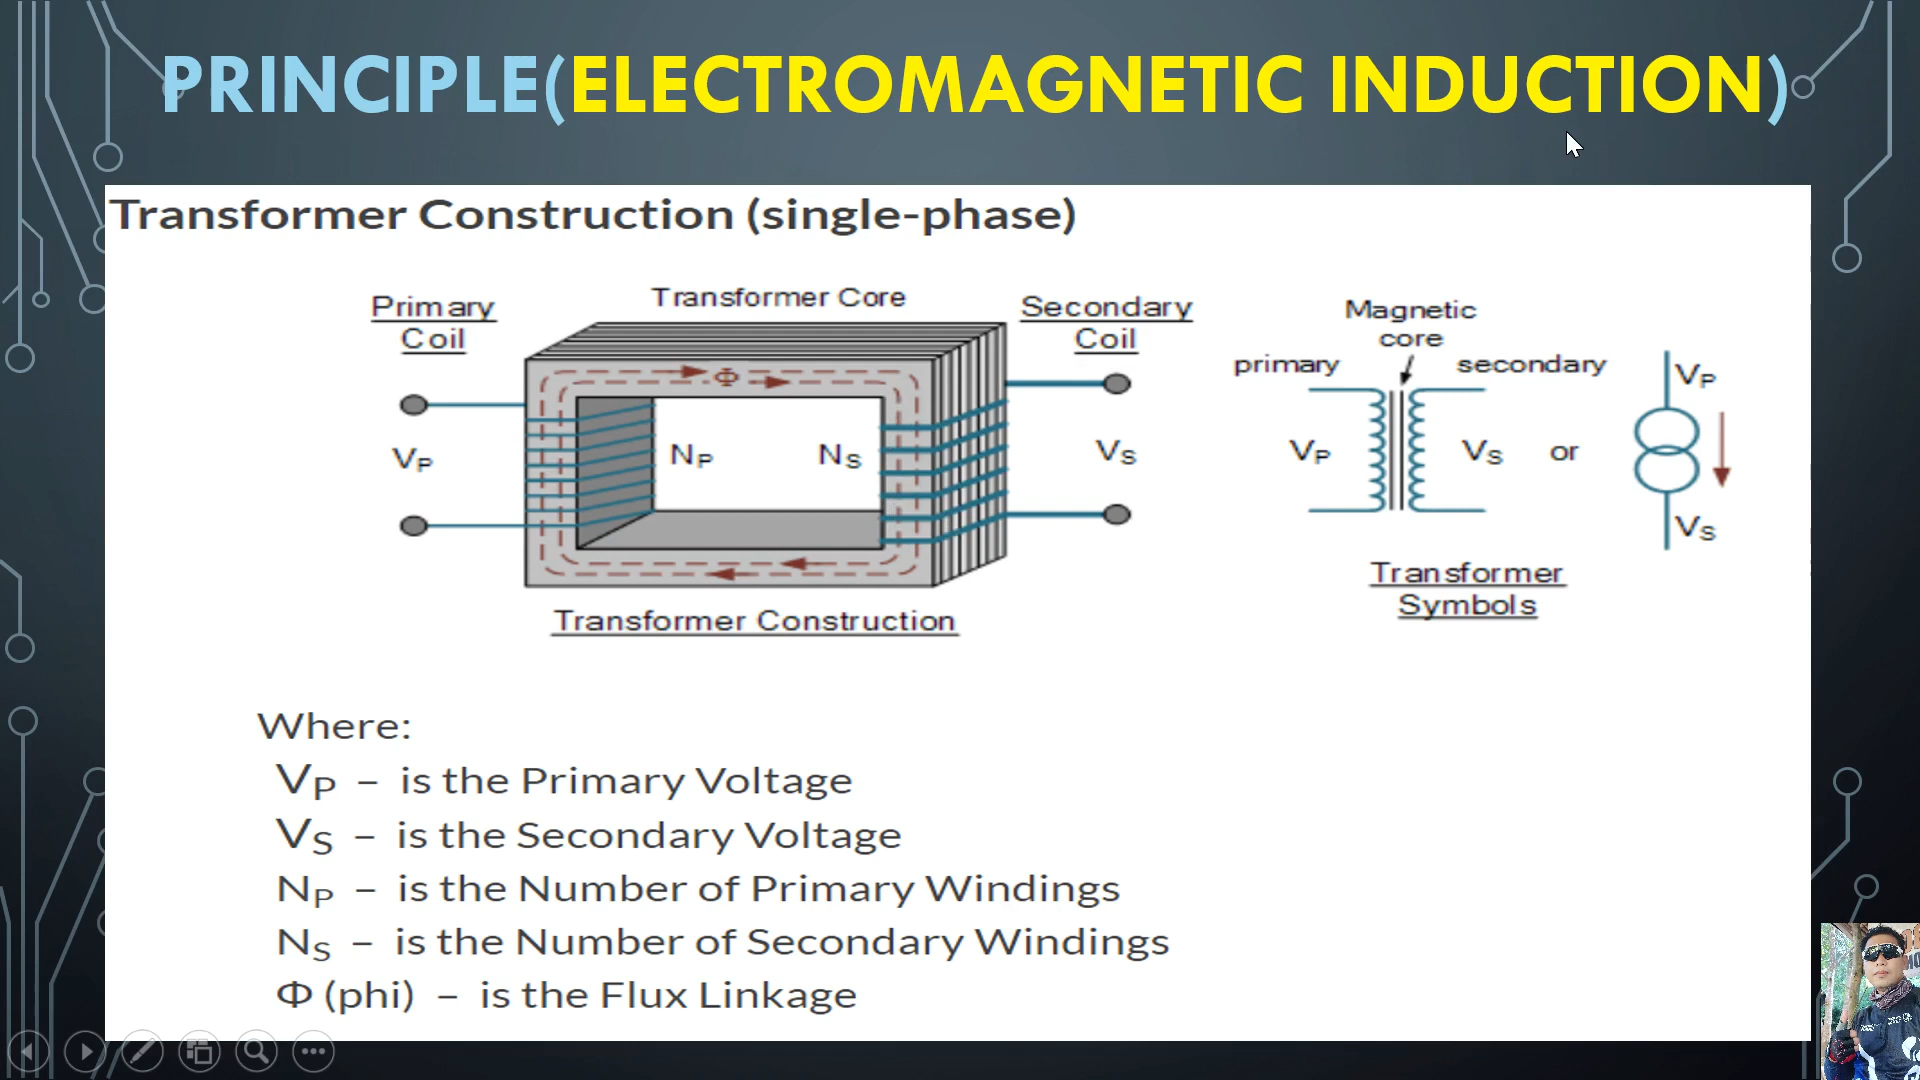 PRINCIPLE(ELECTROMAGNETIC INDUCTION)
Transformer Construction (single-phase)
Primary
Coil
Transformer Core
Secondary
Coil
Φ
VP
NP
NS
VS
Transformer Construction
Magnetic
core
primary
secondary
VP
VS
or
VP
VS
Transformer
Symbols
Where:
VP – is the Primary Voltage
VS – is the Secondary Voltage
NP – is the Number of Primary Windings
NS – is the Number of Secondary Windings
Φ (phi) – is the Flux Linkage